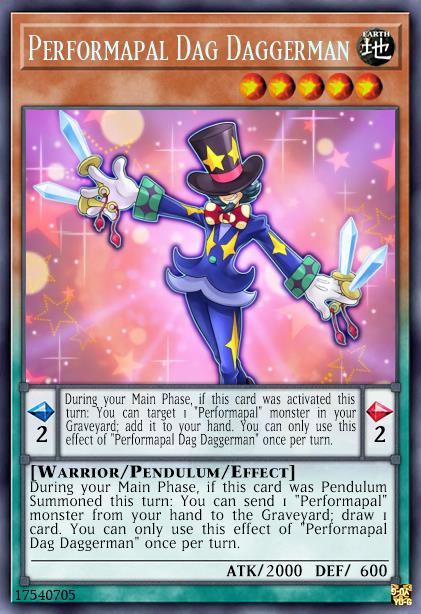 PERFORMAPAL DAG DAGGERMAN
EARTH
地
During your Main Phase, if this card was activated this
turn: You can target 1 "Performapal" monster in your
Graveyard; add it to your hand. You can only use this
effect of "Performapal Dag Daggerman" once per turn.
2
2
[WARRIOR/PENDULUM/EFFECT]
During your Main Phase, if this card was Pendulum
Summoned this turn: You can send 1 "Performapal"
monster from your hand to the Graveyard; draw 1
card. You can only use this effect of "Performapal
Dag Daggerman" once per turn.
ATK/2000 DEF/ 600
17540705